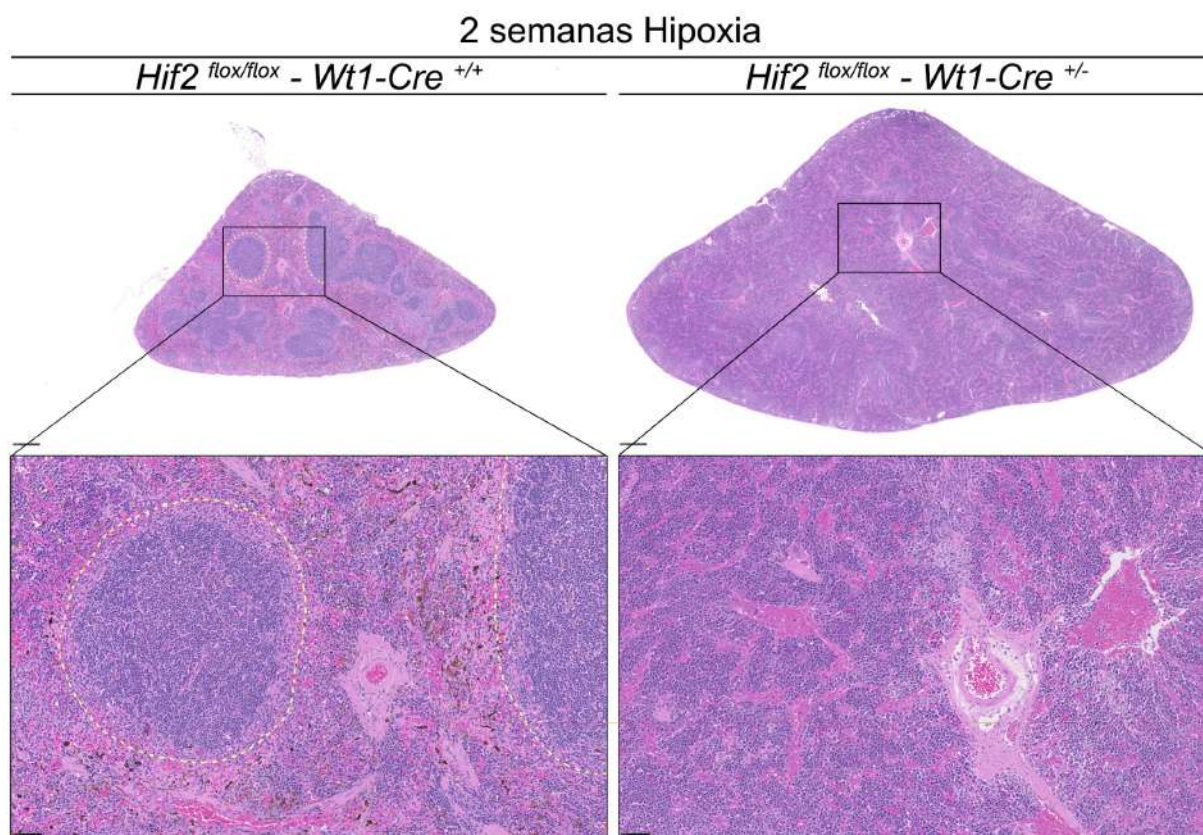 2 semanas Hipoxia
Hif2 flox/flox - Wt1-Cre +/+
Hif2 flox/flox - Wt1-Cre +/-